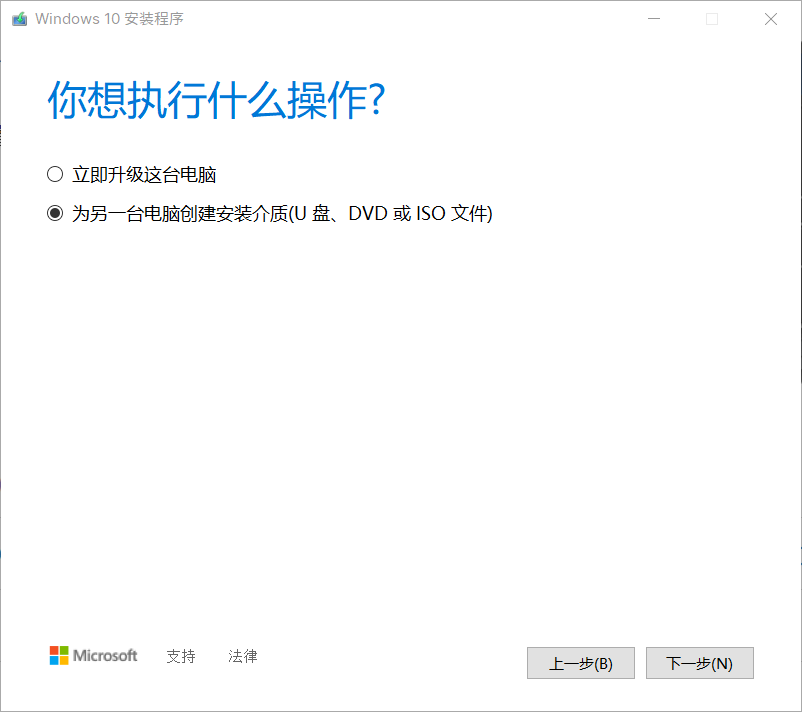 Windows 10 安装程序
你想执行什么操作?
立即升级这台电脑
为另一台电脑创建安装介质(U 盘、DVD 或 ISO 文件)
Microsoft 支持 法律 上一步(B) 下一步(N)